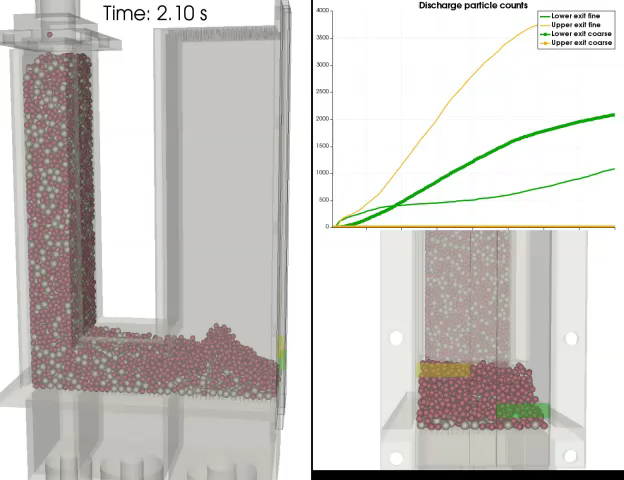 Time: 2.10 s
Discharge particle counts
Lower exit fine
Upper exit fine
Lower exit coarse
Upper exit coarse
4000
3500
3000
2500
2000
1500
1000
500
0